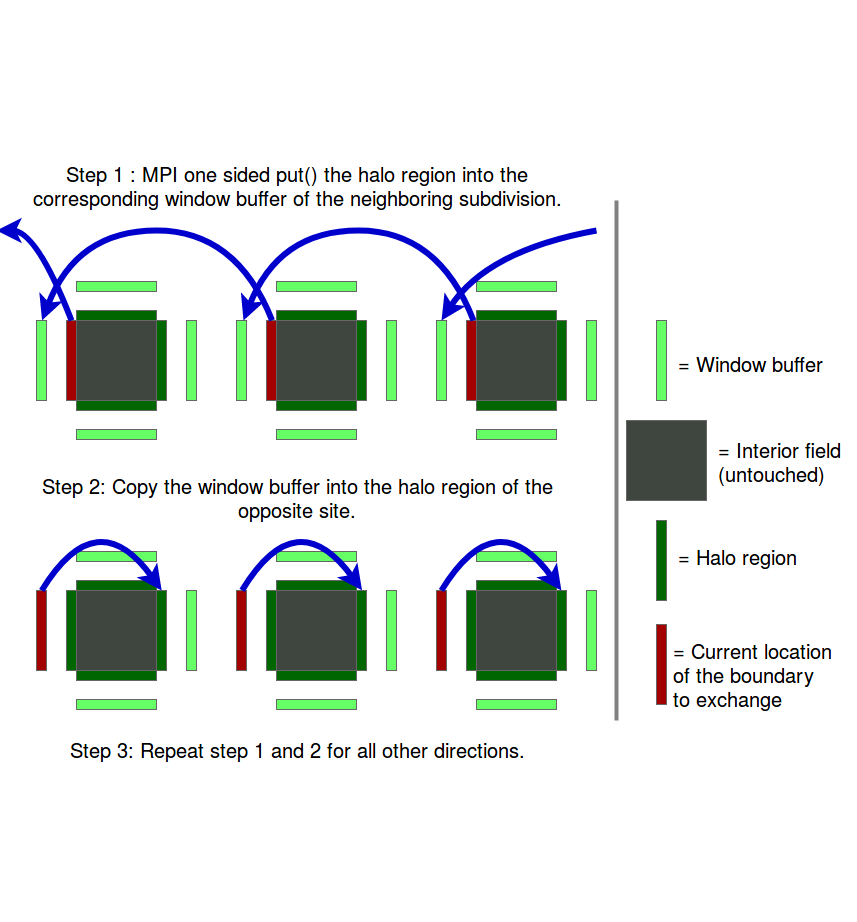 Step 1 : MPI one sided put() the halo region into the
corresponding window buffer of the neighboring subdivision.
= Window buffer
= Interior field
(untouched)
Step 2: Copy the window buffer into the halo region of the
opposite site.
= Halo region
= Current location
of the boundary
to exchange
Step 3: Repeat step 1 and 2 for all other directions.